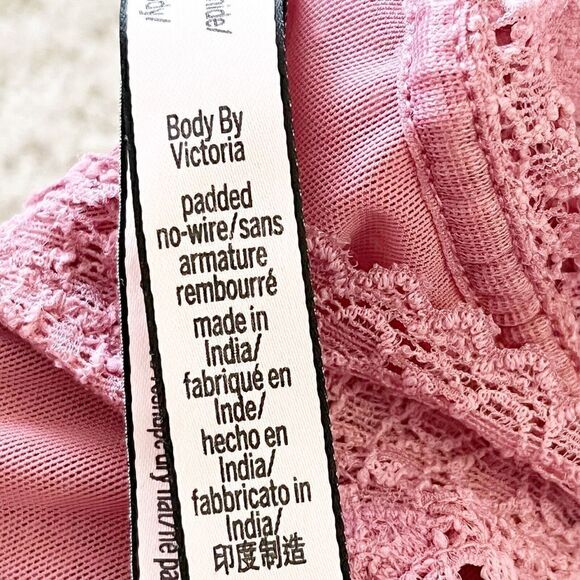 Body By
Victoria
padded
no-wire/sans
armature
rembourré
made in
India/
fabriqué en
Inde/
hecho en
India/
fabbricato in
India/
印度制造